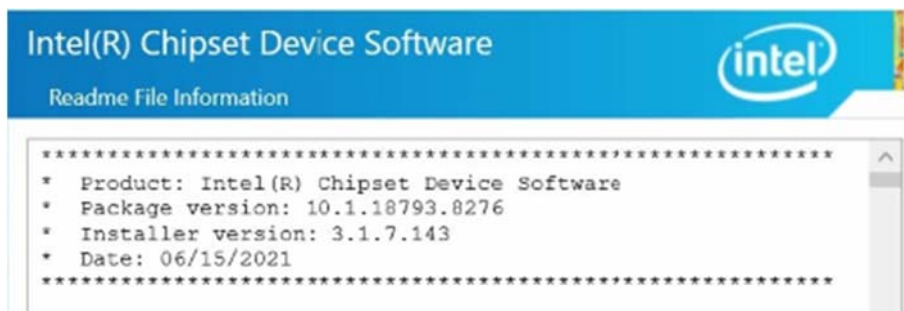 Intel(R) Chipset Device Software
intel
Readme File Information
************************************************************
* Product: Intel(R) Chipset Device Software
* Package version: 10.1.18793.8276
* Installer version: 3.1.7.143
* Date: 06/15/2021
************************************************************